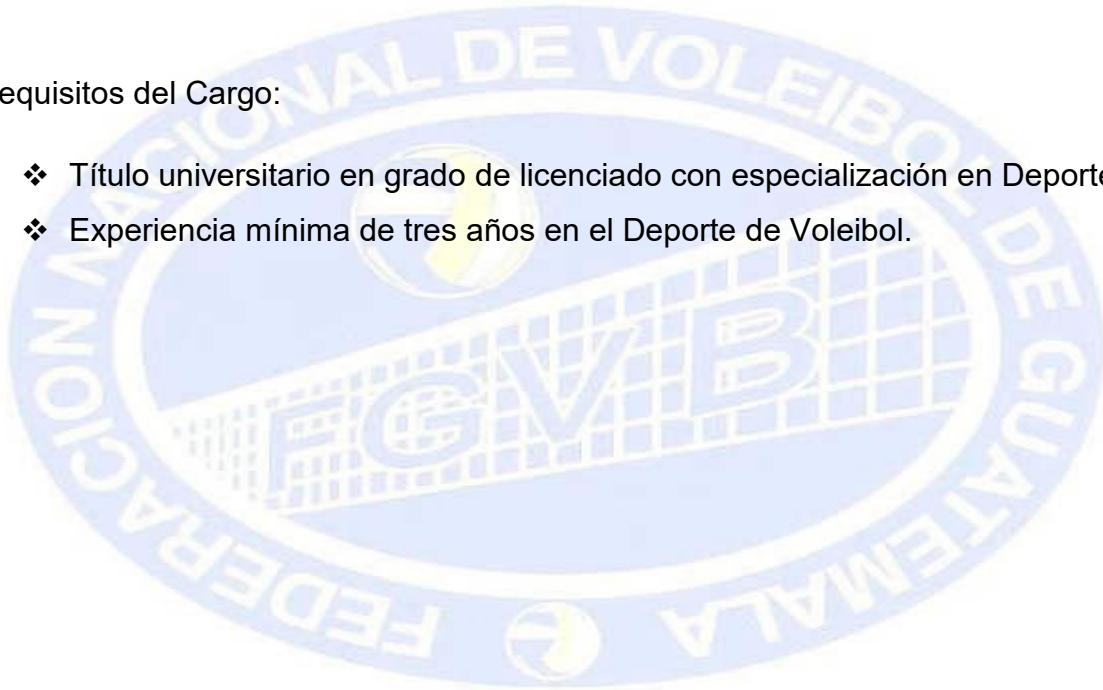 equisitos del Cargo:
❖ Título universitario en grado de licenciado con especialización en Deporte
❖ Experiencia mínima de tres años en el Deporte de Voleibol.
FEDERACION NACIONAL DE VOLEIBOL DE GUATEMALA
FGVB